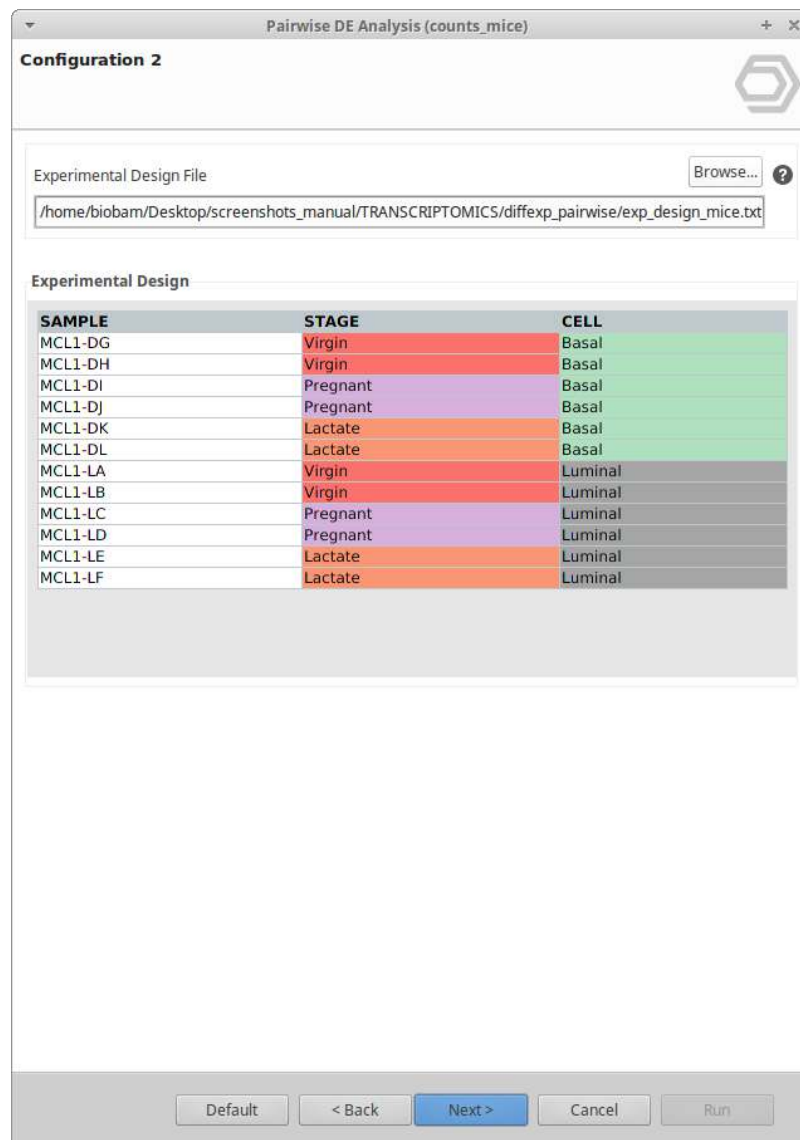 Pairwise DE Analysis (counts_mice)
Configuration 2
Experimental Design File
Browse...
/home/biobam/Desktop/screenshots_manual/TRANSCRIPTOMICS/diffexp_pairwise/exp_design_mice.txt
Experimental Design
SAMPLE STAGE CELL
MCL1-DG Virgin Basal
MCL1-DH Virgin Basal
MCL1-DI Pregnant Basal
MCL1-DJ Pregnant Basal
MCL1-DK Lactate Basal
MCL1-DL Lactate Basal
MCL1-LA Virgin Luminal
MCL1-LB Virgin Luminal
MCL1-LC Pregnant Luminal
MCL1-LD Pregnant Luminal
MCL1-LE Lactate Luminal
MCL1-LF Lactate Luminal
Default < Back Next > Cancel Run